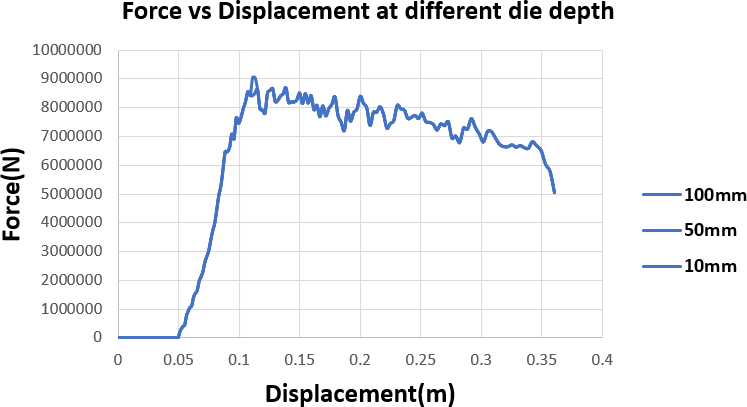 Force vs Displacement at different die depth
10000000
9000000
8000000
7000000
6000000
5000000
4000000
3000000
2000000
1000000
0
Force(N)
0 0.05 0.1 0.15 0.2 0.25 0.3 0.35 0.4
Displacement(m)
100mm
50mm
10mm